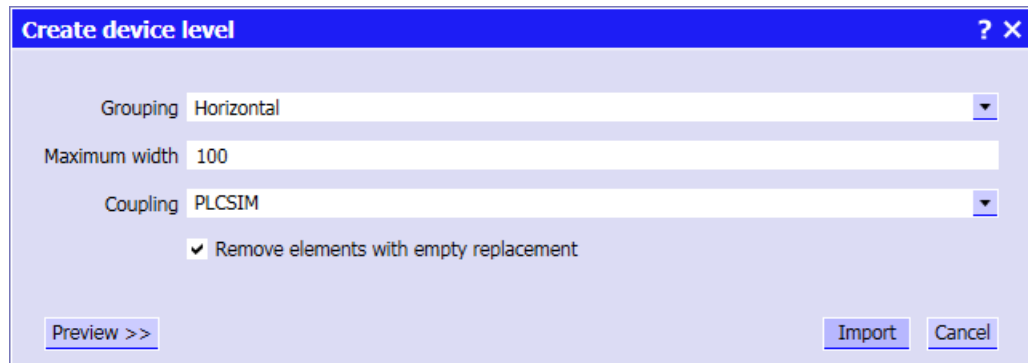 Create device level ? ×
Grouping Horizontal
Maximum width 100
Coupling PLCSIM
Remove elements with empty replacement
Preview >> Import Cancel